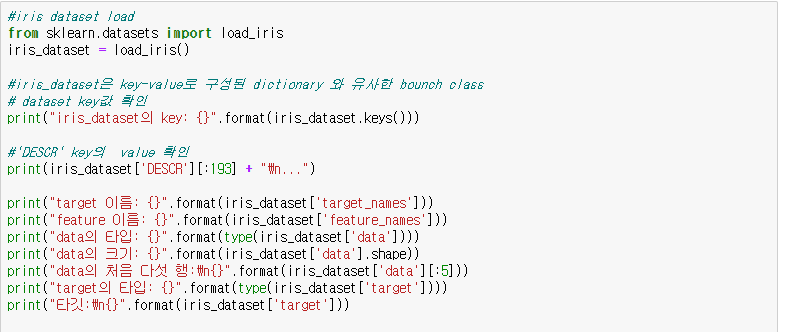 #iris dataset load
from sklearn.datasets import load_iris
iris_dataset = load_iris()
#iris_dataset은 key-value로 구성된 dictionary 와 유사한 bounch class
# dataset key값 확인
print("iris_dataset의 key: {}".format(iris_dataset.keys()))
#'DESCR' key의  value 확인
print(iris_dataset['DESCR'][:193] + "₩n...")
print("target 이름: {}".format(iris_dataset['target_names']))
print("feature 이름: {}".format(iris_dataset['feature_names']))
print("data의 타입: {}".format(type(iris_dataset['data'])))
print("data의 크기: {}".format(iris_dataset['data'].shape))
print("data의 처음 다섯 행:₩n{}".format(iris_dataset['data'][:5]))
print("target의 타입: {}".format(type(iris_dataset['target'])))
print("타깃:₩n{}".format(iris_dataset['target']))